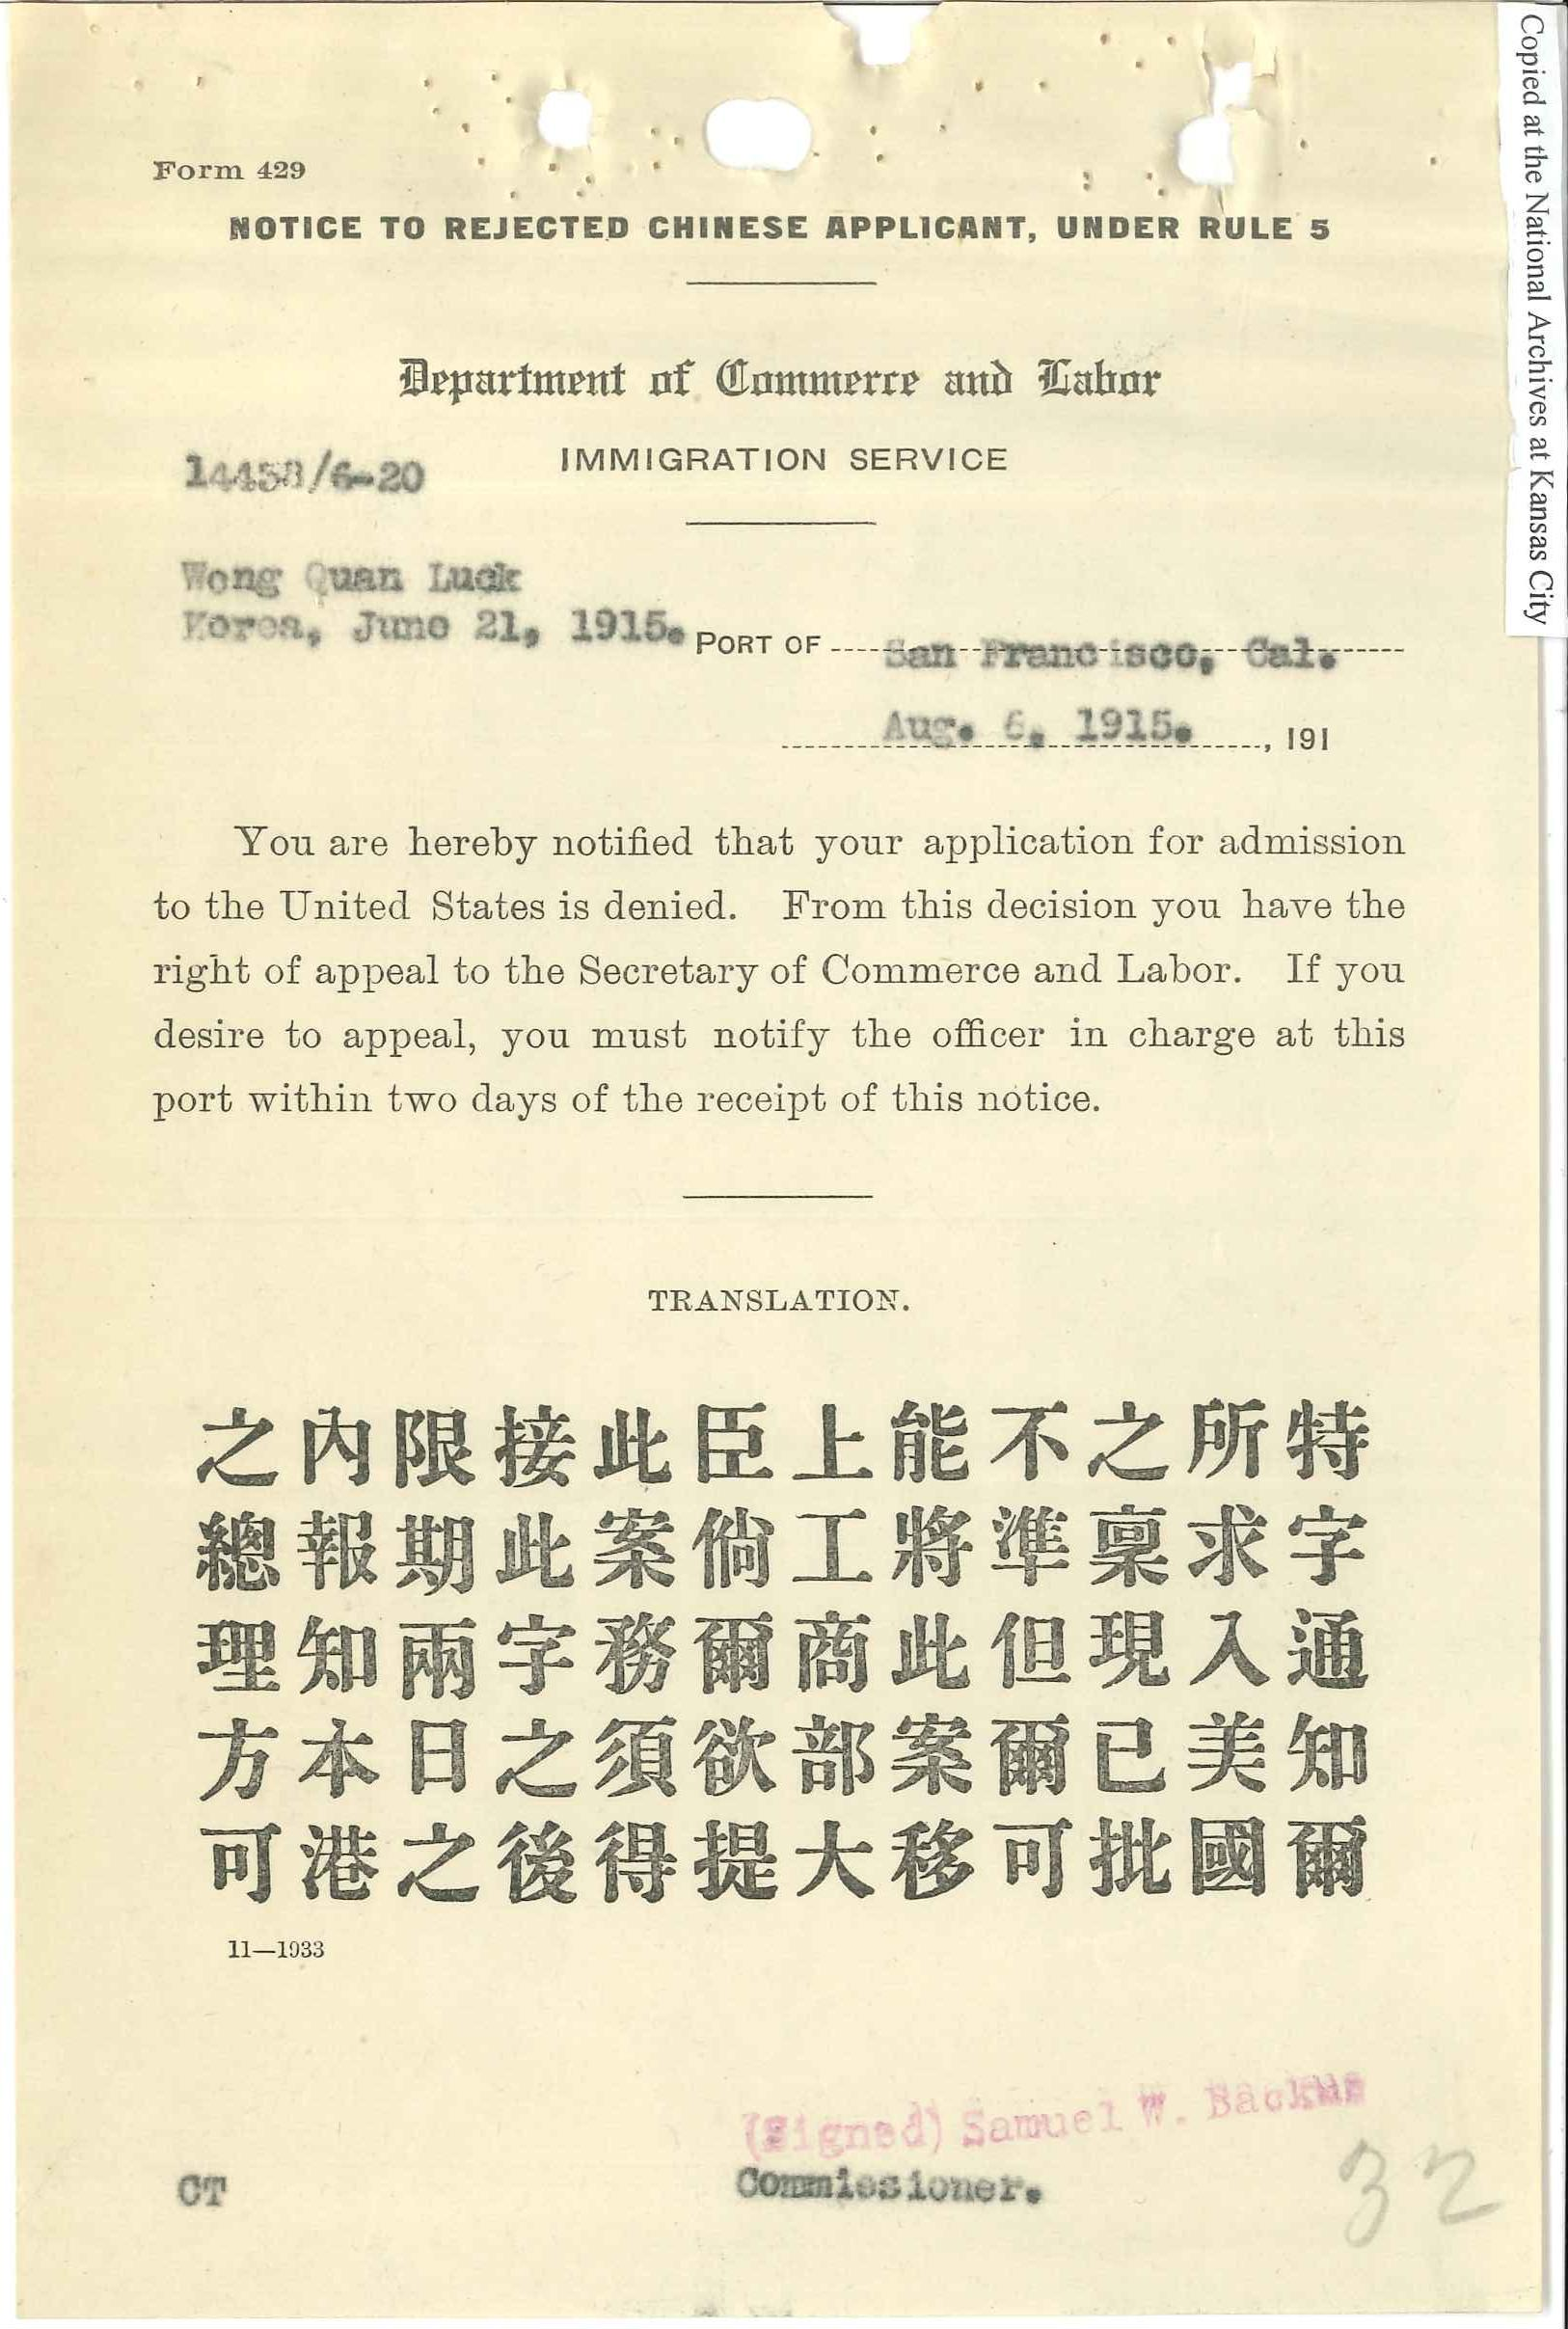 Copied at the National Archives at Kansas City
Form 429
NOTICE TO REJECTED CHINESE APPLICANT, UNDER RULE 5
Department of Commerce and Labor
IMMIGRATION SERVICE
14458/6-20
Wong Quan Luck
Korea, June 21, 1915.
PORT OF San Francisco, Cal.
Aug. 6, 1915. , 191
You are hereby notified that your application for admission
to the United States is denied. From this decision you have the
right of appeal to the Secretary of Commerce and Labor. If you
desire to appeal, you must notify the officer in charge at this
port within two days of the receipt of this notice.
TRANSLATION.
特字通知爾
所求入美國
之稟現已批
不準但爾可
能將此案移
上工商部大
臣倘爾欲提
此案務須得
接此字之後
限期兩日之
內報知本港
之總理方可
11—1933
(Signed) Samuel W. Backus
CT
Commissioner.
32